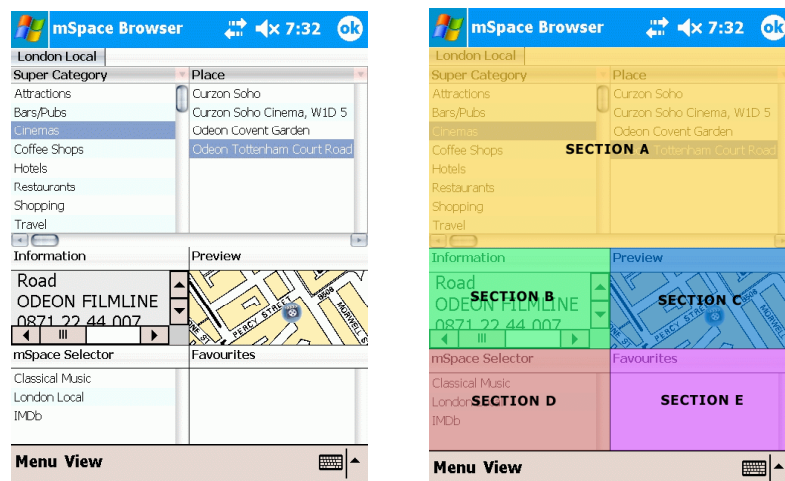 mSpace Browser 7:32 ok
London Local
Super Category Place
Attractions Curzon Soho
Bars/Pubs Curzon Soho Cinema, W1D 5
Cinemas Odeon Covent Garden
Coffee Shops Odeon Tottenham Court Road
Hotels
Restaurants
Shopping
Travel
Information Preview
Road
ODEON FILMLINE
0871 22 44 007
PERCY STREET
mSpace Selector Favourites
Classical Music
London Local
IMDb
Menu View
mSpace Browser 7:32 ok
London Local
Super Category Place
Attractions Curzon Soho
Bars/Pubs Curzon Soho Cinema, W1D 5
Cinemas Odeon Covent Garden
Coffee Shops SECTION A Tottenham Court Road
Hotels
Restaurants
Shopping
Travel
Information Preview
Road
ODEON FILMLINE
SECTION B SECTION C
0871 22 44 007
PERCY STREET
mSpace Selector Favourites
Classical Music
London SECTION D SECTION E
IMDb
Menu View